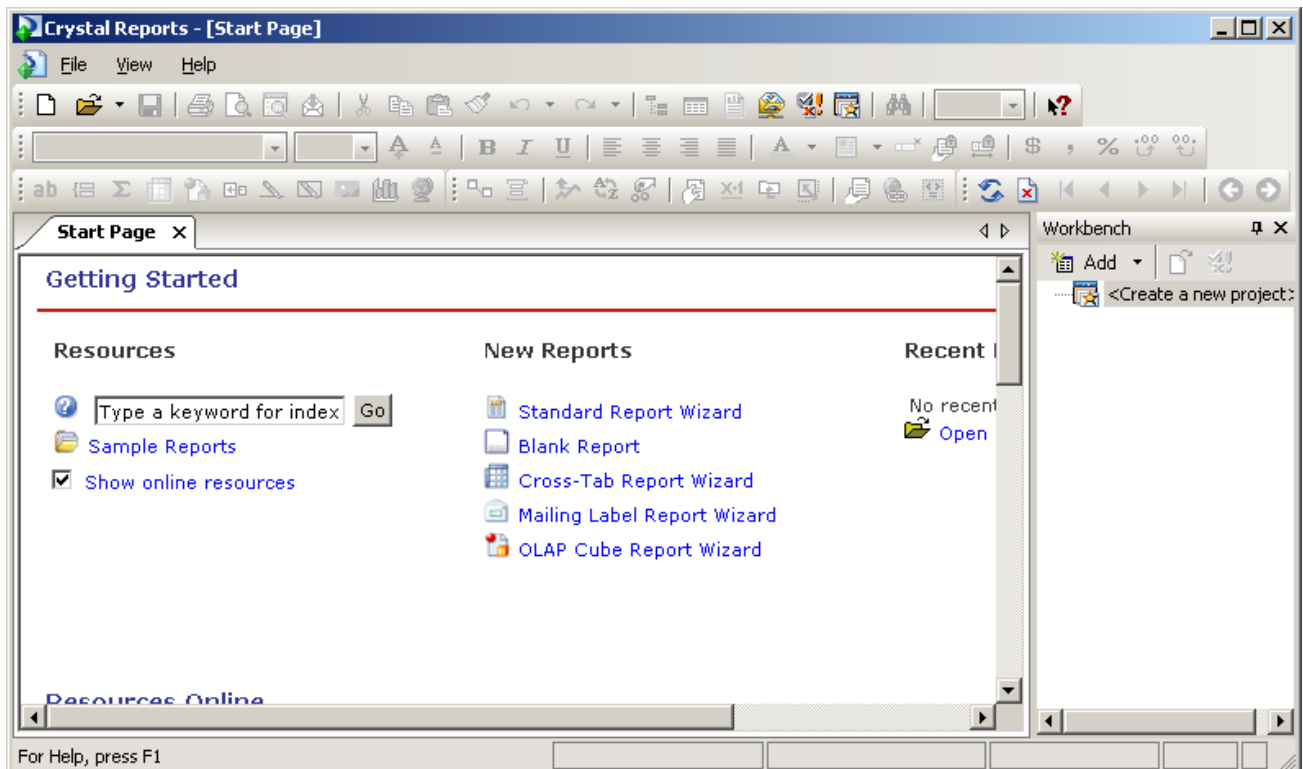 Crystal Reports - [Start Page]
File View Help
B I U A $ , %
ab Σ
Start Page
Workbench
Add
<Create a new project>
Getting Started
Resources
New Reports
Recent
Type a keyword for index Go
Standard Report Wizard
No recent
Sample Reports
Blank Report
Open
Show online resources
Cross-Tab Report Wizard
Mailing Label Report Wizard
OLAP Cube Report Wizard
Resources Online
For Help, press F1